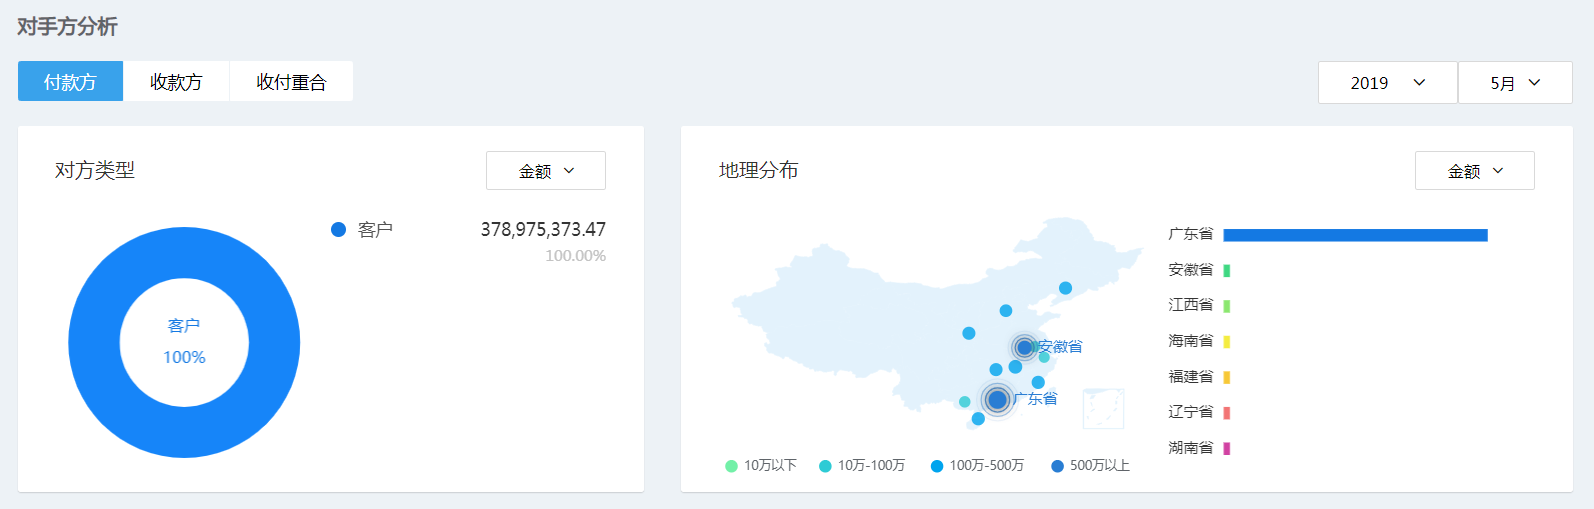 对手方分析
付款方 收款方 收付重合 2019 5月
对方类型 金额
客户 378,975,373.47
100.00%
客户
100%
地理分布 金额
安徽省
广东省
10万以下 10万-100万 100万-500万 500万以上
广东省
安徽省
江西省
海南省
福建省
辽宁省
湖南省